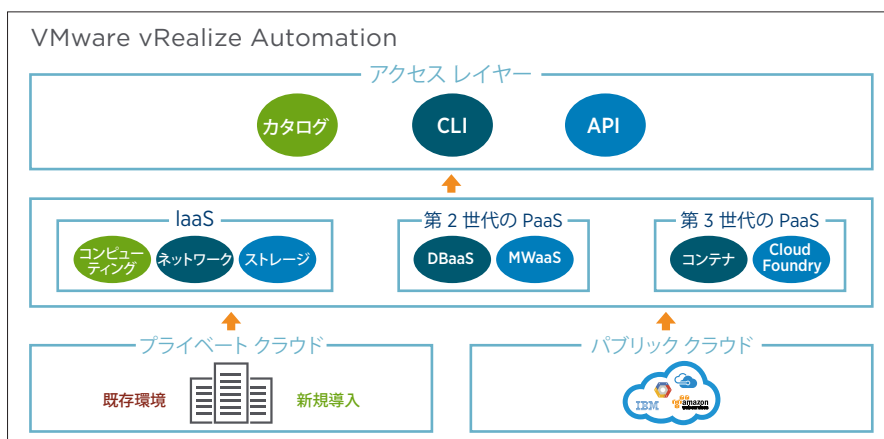 VMware vRealize Automation
アクセス レイヤー
カタログ
CLI
API
IaaS
コンピュー
ティング
ネットワーク
ストレージ
第 2 世代の PaaS
DBaaS
MWaaS
第 3 世代の PaaS
コンテナ
Cloud
Foundry
プライベート クラウド
既存環境
新規導入
パブリック クラウド
IBM
amazon